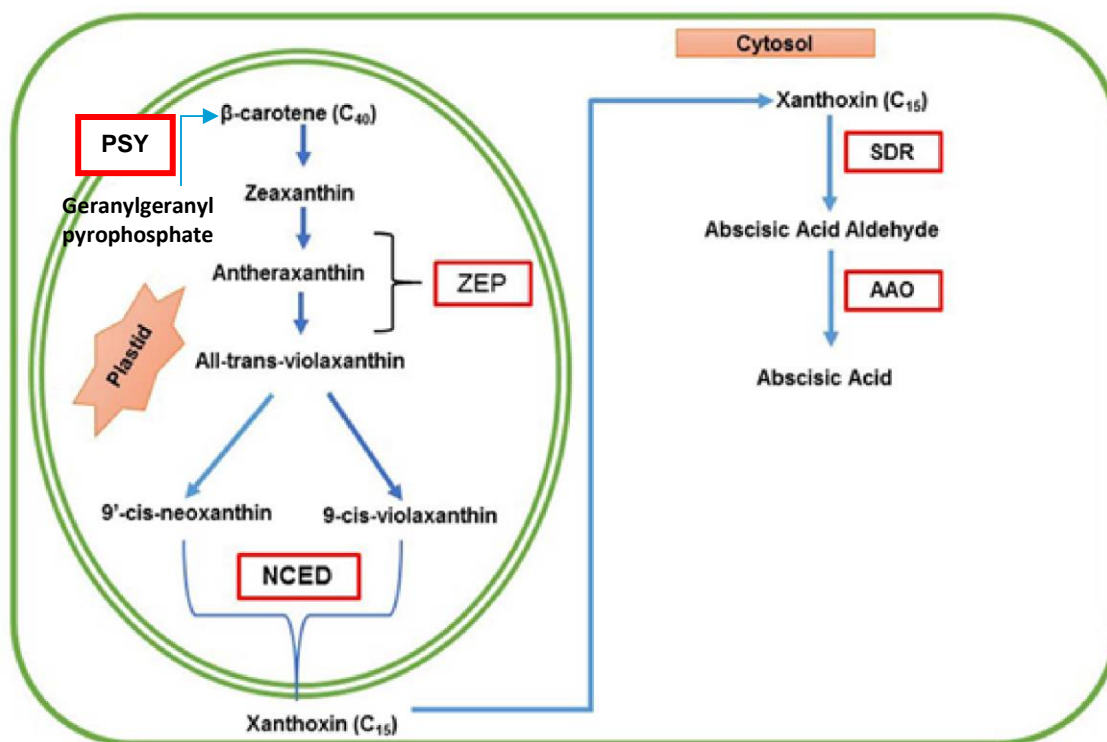 Cytosol
β-carotene (C₄₀)
PSY
Geranylgeranyl
pyrophosphate
Zeaxanthin
Antheraxanthin
ZEP
Plastid
All-trans-violaxanthin
9'-cis-neoxanthin
9-cis-violaxanthin
NCED
Xanthoxin (C₁₅)
Xanthoxin (C₁₅)
SDR
Abscisic Acid Aldehyde
AAO
Abscisic Acid